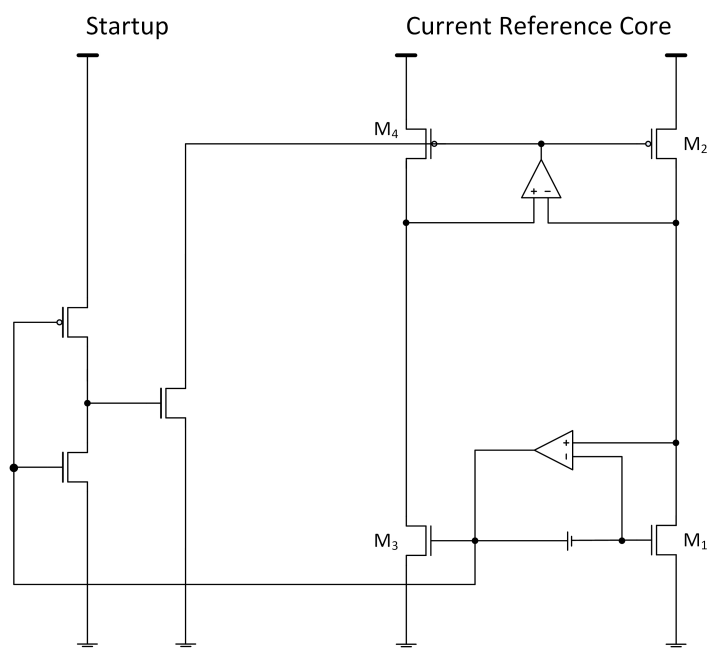 Startup
Current Reference Core
M₄
M₂
+ −
+
−
M₃
M₁